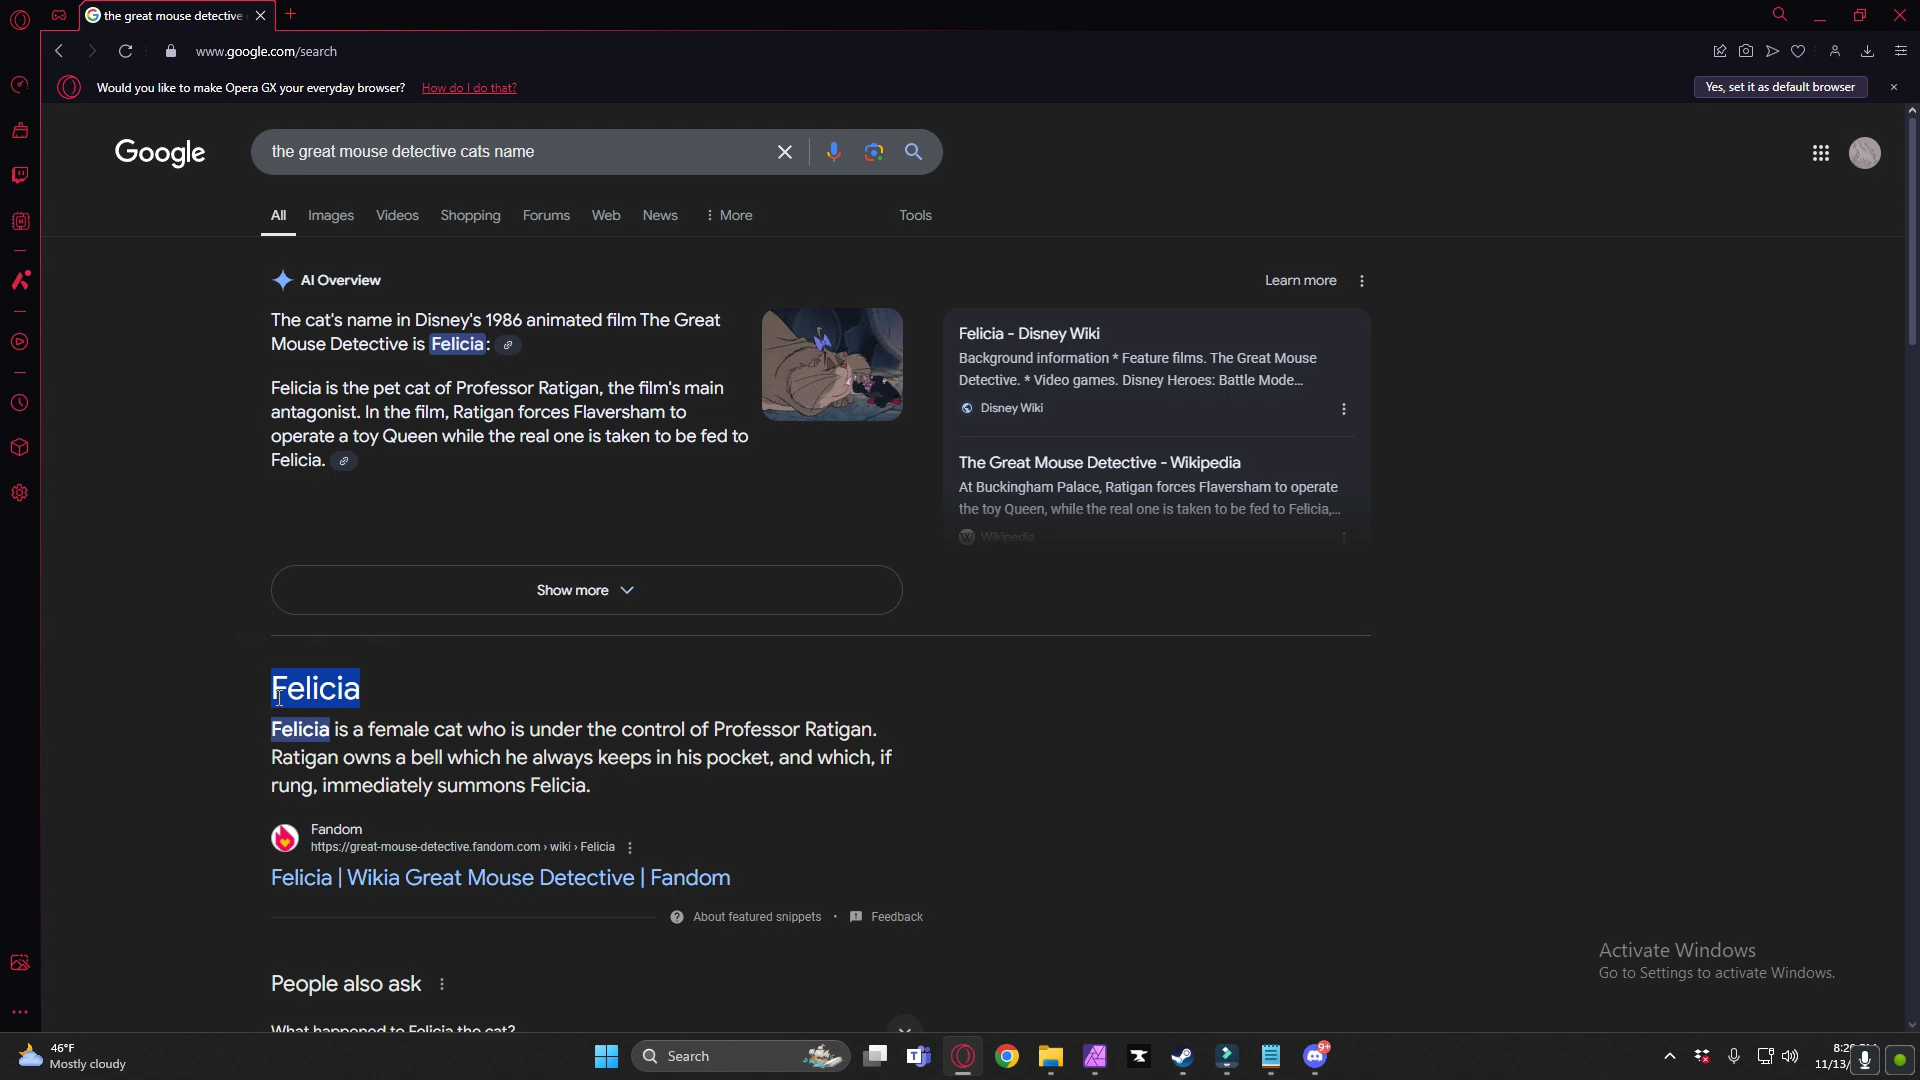 the great mouse detective
www.google.com/search
Would you like to make Opera GX your everyday browser? How do I do that?
Yes, set it as default browser
Google
the great mouse detective cats name
All Images Videos Shopping Forums Web News More Tools
AI Overview
Learn more
The cat's name in Disney's 1986 animated film The Great
Mouse Detective is Felicia:
Felicia is the pet cat of Professor Ratigan, the film's main
antagonist. In the film, Ratigan forces Flaversham to
operate a toy Queen while the real one is taken to be fed to
Felicia.
Felicia - Disney Wiki
Background information * Feature films. The Great Mouse
Detective. * Video games. Disney Heroes: Battle Mode...
Disney Wiki
The Great Mouse Detective - Wikipedia
At Buckingham Palace, Ratigan forces Flaversham to operate
the toy Queen, while the real one is taken to be fed to Felicia,...
Wikipedia
Show more
Felicia
Felicia is a female cat who is under the control of Professor Ratigan.
Ratigan owns a bell which he always keeps in his pocket, and which, if
rung, immediately summons Felicia.
Fandom
https://great-mouse-detective.fandom.com › wiki › Felicia
Felicia | Wikia Great Mouse Detective | Fandom
About featured snippets • Feedback
People also ask
What happened to Felicia the cat?
Activate Windows
Go to Settings to activate Windows.
46°F
Mostly cloudy
Search
9+
11/13/